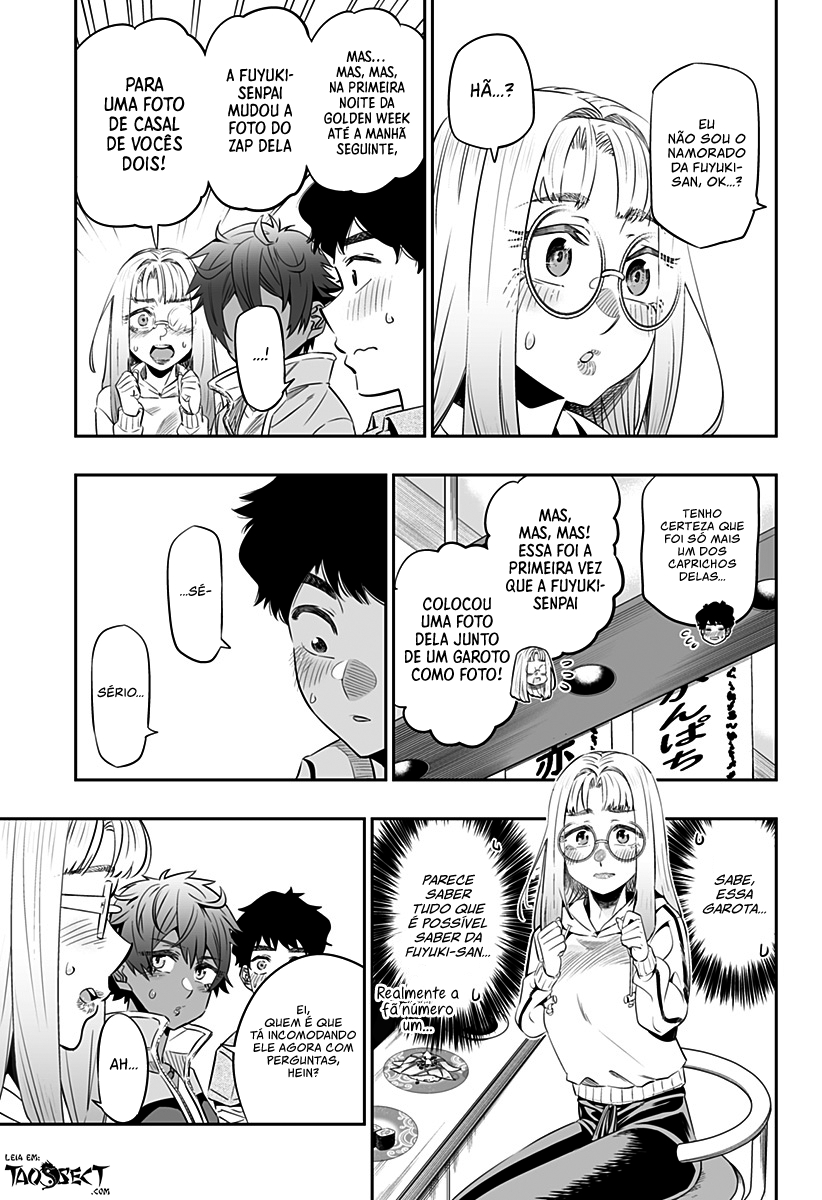 EU
NÃO SOU O
NAMORADO
DA FUYUKI-
SAN, OK...?
HÃ...?
MAS...
MAS, MAS,
NA PRIMEIRA
NOITE DA
GOLDEN WEEK
ATÉ A MANHÃ
SEGUINTE,
A FUYUKI-
SENPAI
MUDOU A
FOTO DO
ZAP DELA
PARA
UMA FOTO
DE CASAL
DE VOCÊS
DOIS!
....!
TENHO
CERTEZA QUE
FOI SÓ MAIS
UM DOS
CAPRICHOS
DELAS...
MAS,
MAS, MAS!
ESSA FOI A
PRIMEIRA VEZ
QUE A FUYUKI-
SENPAI
COLOCOU
UMA FOTO
DELA JUNTO
DE UM GAROTO
COMO FOTO!
かんぱち
赤
...SÉ-
SÉRIO...
SABE,
ESSA
GAROTA...
PARECE
SABER
TUDO QUE
É POSSÍVEL
SABER DA
FUYUKI-SAN...
Realmente a
fã número
um...
EI,
QUEM É QUE
TÁ INCOMODANDO
ELE AGORA COM
PERGUNTAS,
HEIN?
AH...
LEIA EM:
TAOSECT
.COM